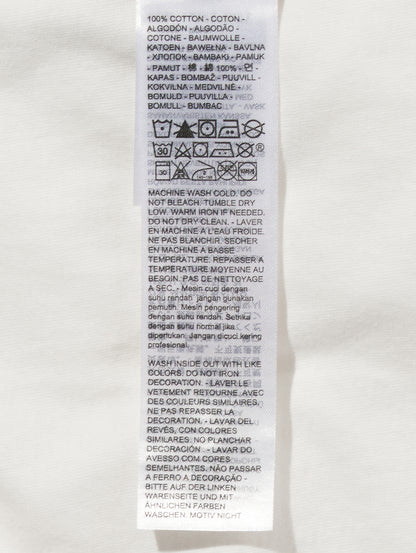 100% COTTON - COTON -
ALGODÓN - ALGODÃO -
COTONE - BAUMWOLLE -
KATOEN - BAWEŁNA - BAVLNA
- ХЛОПОК - BAMBAKI - PAMUK
- PAMUT - 棉 - 綿 100% - 면 -
KAPAS - BOMBAŽ - PUUVILL -
KOKVILNA - MEDVILNĖ -
BOMULD - PUUVILLA -
BOMULL - BUMBAC
30
®
30
MACHINE WASH COLD. DO
NOT BLEACH. TUMBLE DRY
LOW. WARM IRON IF NEEDED.
DO NOT DRY CLEAN. - LAVER
EN MACHINE A L'EAU FROIDE.
NE PAS BLANCHIR. SECHER
EN MACHINE A BASSE
TEMPERATURE. REPASSER A
TEMPERATURE MOYENNE AU
BESOIN. PAS DE NETTOYAGE
A SEC. - Mesin cuci dengan
suhu rendah. jangan gunakan
pemutih. Mesin pengering
dengan suhu rendah. Setrika
dengan suhu normal jika
diperlukan. Jangan dicuci kering
profesional.
WASH INSIDE OUT WITH LIKE
COLORS. DO NOT IRON
DECORATION. - LAVER LE
VETEMENT RETOURNE, AVEC
DES COULEURS SIMILAIRES.
NE PAS REPASSER LA
DECORATION. - LAVAR DEL
REVÉS, CON COLORES
SIMILARES. NO PLANCHAR
DECORACIÓN. - LAVAR DO
AVESSO COM CORES
SEMELHANTES. NÃO PASSAR
A FERRO A DECORAÇÃO -
BITTE AUF DER LINKEN
WARENSEITE UND MIT
ÄHNLICHEN FARBEN
WASCHEN. MOTIV NICHT